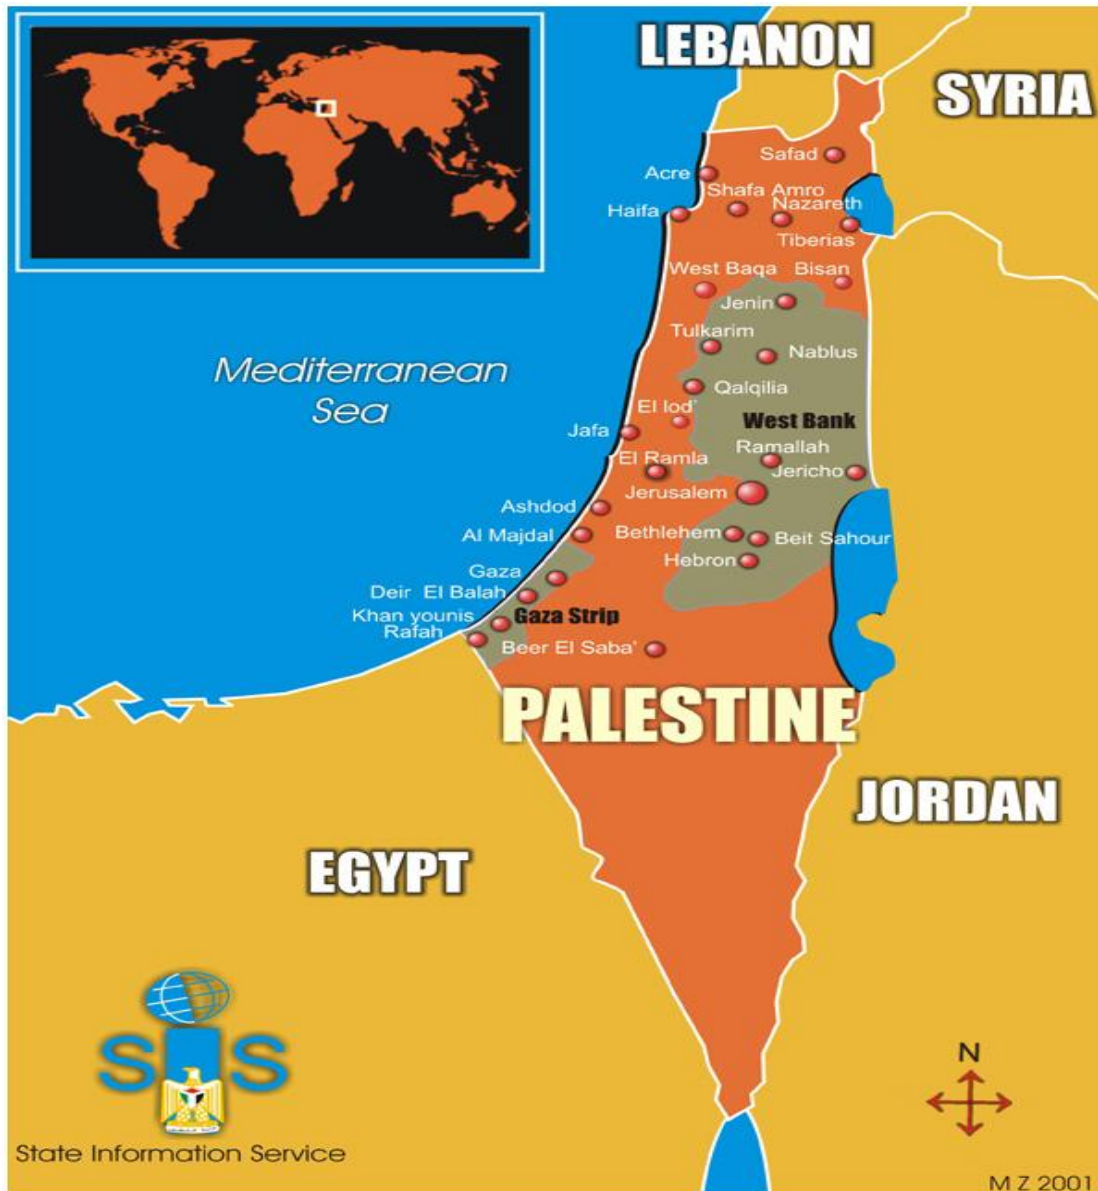 LEBANON
SYRIA
Safad
Acre
Shafa Amro
Nazareth
Haifa
Tiberias
West Baqa
Bisan
Jenin
Tulkarim
Nablus
Mediterranean
Sea
Qalqilia
El lod'
West Bank
Jafa
Ramallah
El Ramla
Jericho
Jerusalem
Ashdod
Al Majdal
Bethlehem
Beit Sahour
Hebron
Gaza
Deir El Balah
Khan younis
Gaza Strip
Rafah
Beer El Saba'
PALESTINE
JORDAN
EGYPT
SIS
State Information Service
N
M Z 2001